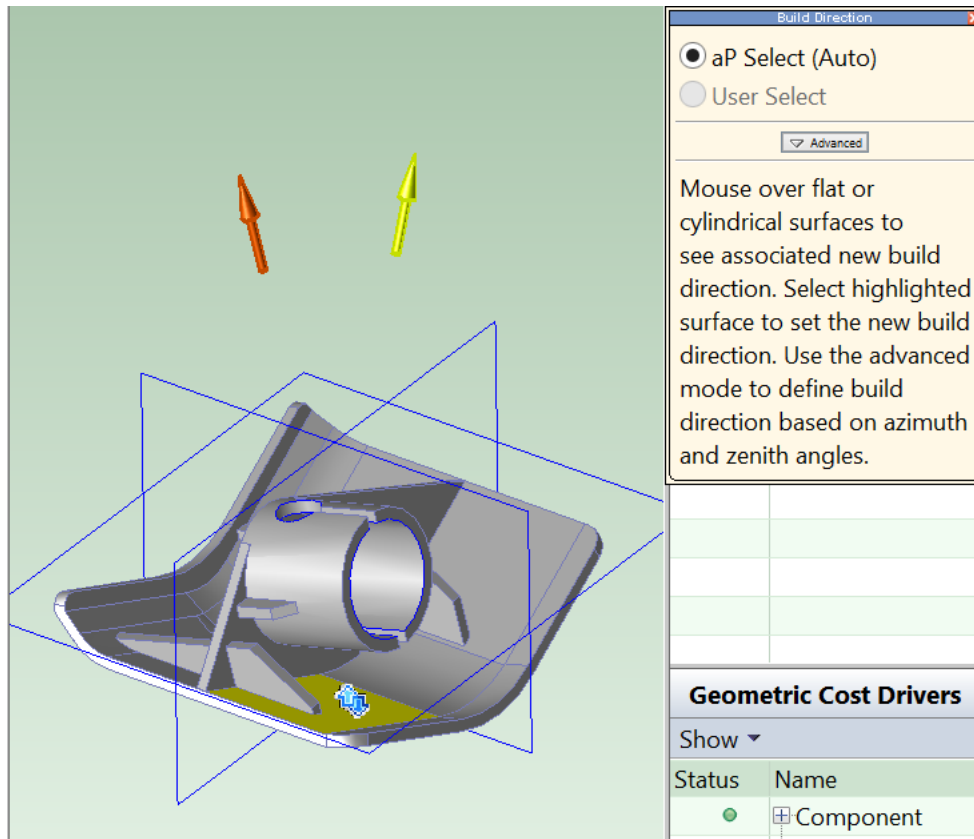 Build Direction
aP Select (Auto)
User Select
Advanced
Mouse over flat or
cylindrical surfaces to
see associated new build
direction. Select highlighted
surface to set the new build
direction. Use the advanced
mode to define build
direction based on azimuth
and zenith angles.
Geometric Cost Drivers
Show
Status Name
Component